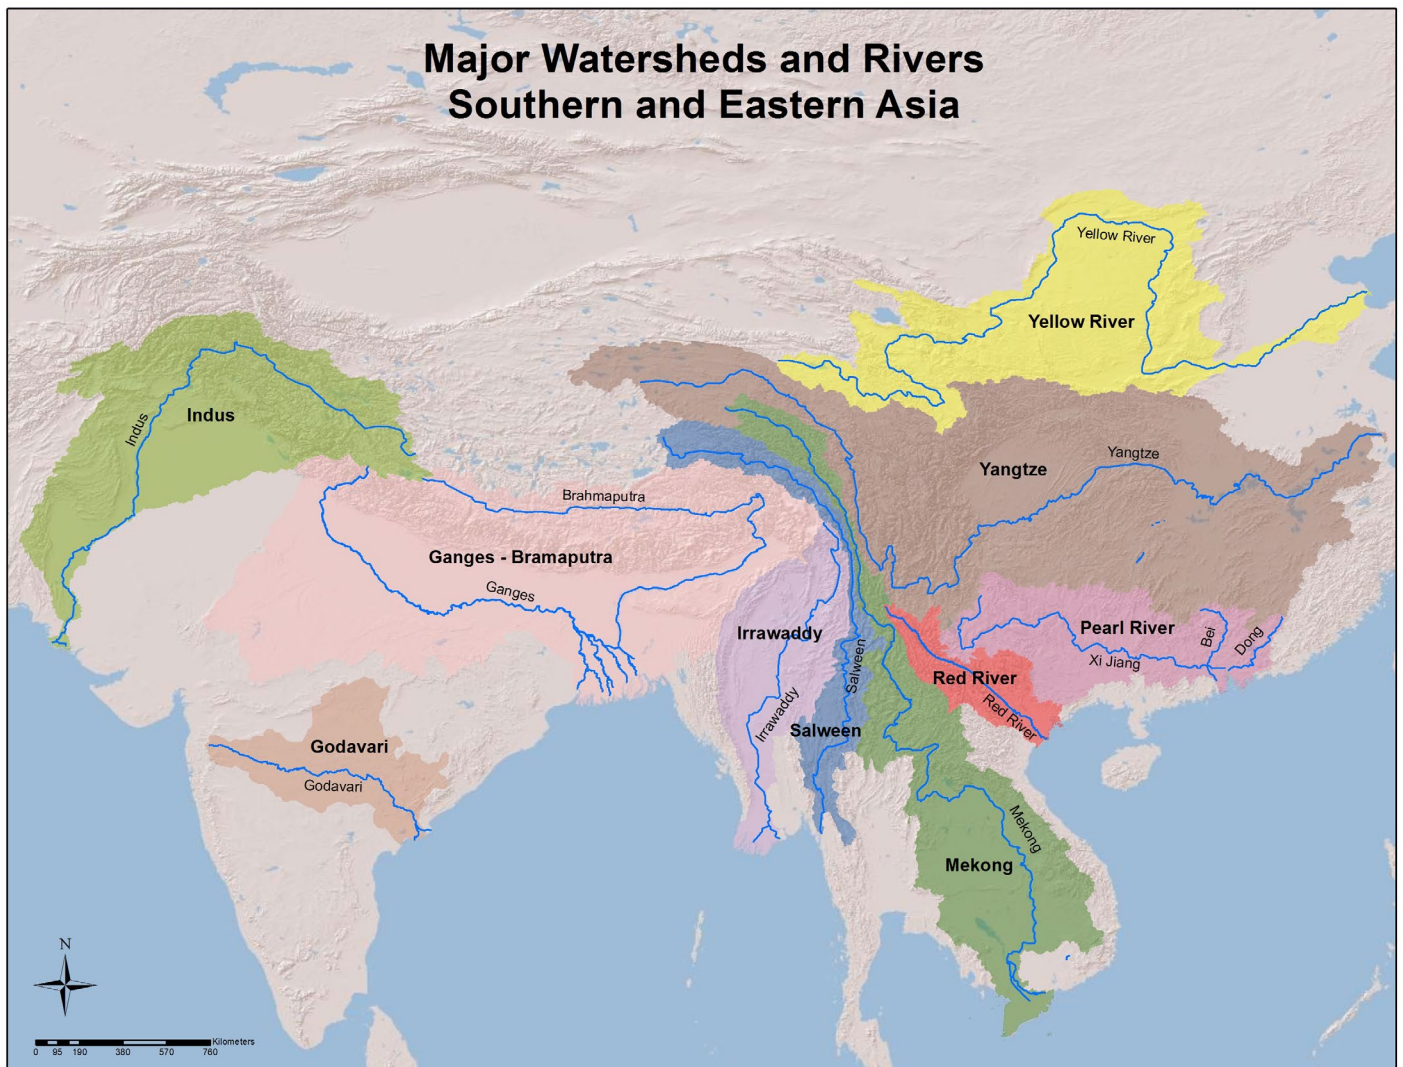 Major Watersheds and Rivers
Southern and Eastern Asia
Yellow River
Yellow River
Indus
Indus
Yangtze
Yangtze
Brahmaputra
Ganges - Bramaputra
Ganges
Irrawaddy
Irrawaddy
Salween
Salween
Pearl River
Xi Jiang
Bei
Dong
Red River
Red River
Godavari
Godavari
Mekong
Mekong
N
Kilometers
0 95 190 380 570 760